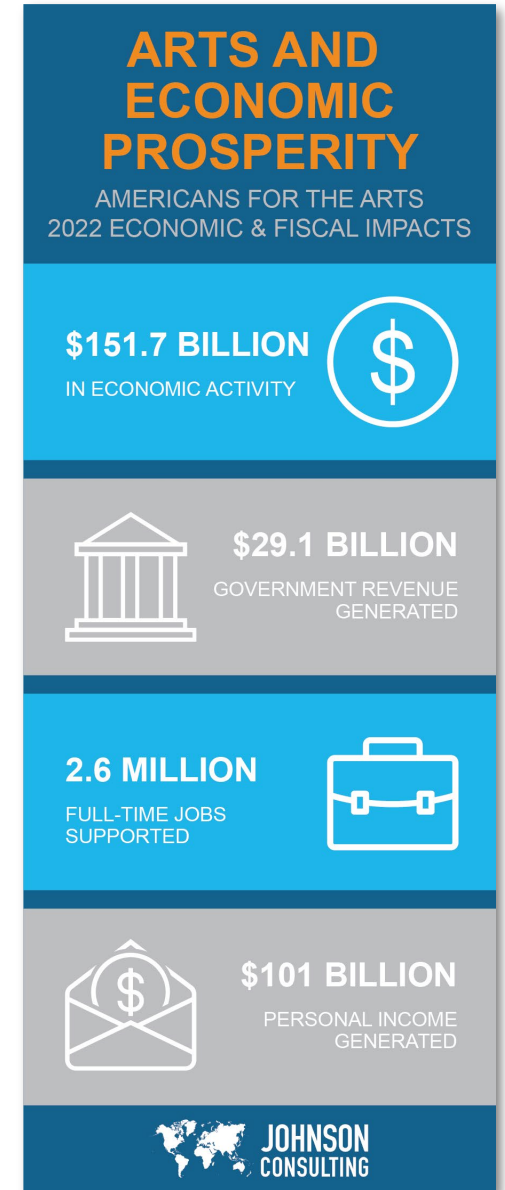 ARTS AND
ECONOMIC
PROSPERITY
AMERICANS FOR THE ARTS
2022 ECONOMIC & FISCAL IMPACTS
$151.7 BILLION
IN ECONOMIC ACTIVITY
$
$29.1 BILLION
GOVERNMENT REVENUE
GENERATED
2.6 MILLION
FULL-TIME JOBS
SUPPORTED
$
$101 BILLION
PERSONAL INCOME
GENERATED
JOHNSON
CONSULTING